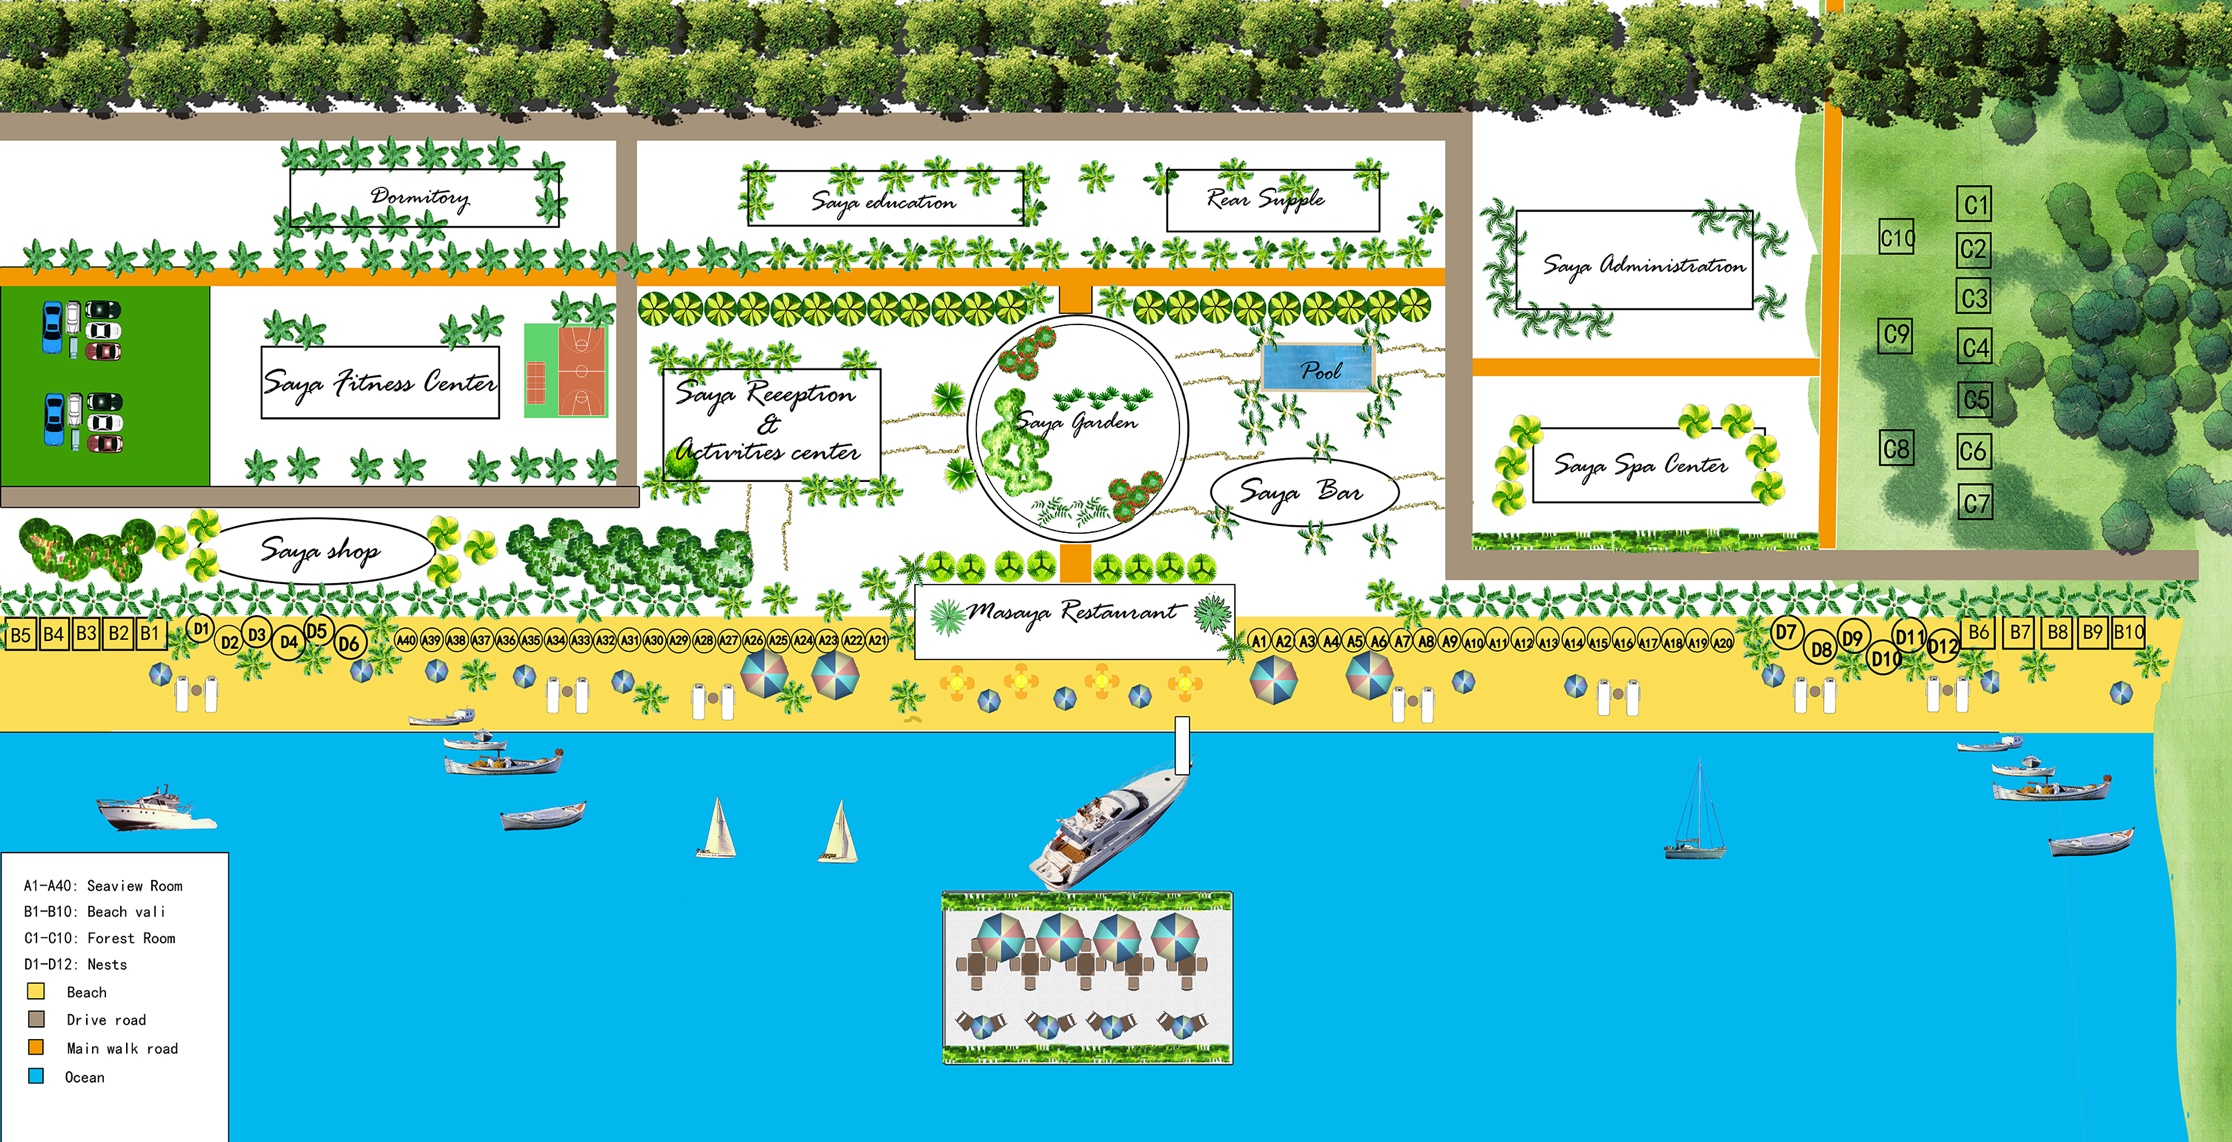 Dormitory
Saya education
Rear Supple
Saya Administration
C1
C10
C2
C3
C9
C4
C5
C8
C6
C7
Saya Fitness Center
Saya Reeeption
&
Activities center
Saya Garden
Pool
Saya Bar
Saya Spa Center
Saya shop
Masaya Restaurant
B5 B4 B3 B2 B1 D1 D2 D3 D4 D5 D6 A40 A39 A38 A37 A36 A35 A34 A33 A32 A31 A30 A29 A28 A27 A26 A25 A24 A23 A22 A21 A1 A2 A3 A4 A5 A6 A7 A8 A9 A10 A11 A12 A13 A14 A15 A16 A17 A18 A19 A20 D7 D8 D9 D10 D11 D12 B6 B7 B8 B9 B10
A1-A40: Seaview Room
B1-B10: Beach vali
C1-C10: Forest Room
D1-D12: Nests
Beach
Drive road
Main walk road
Ocean